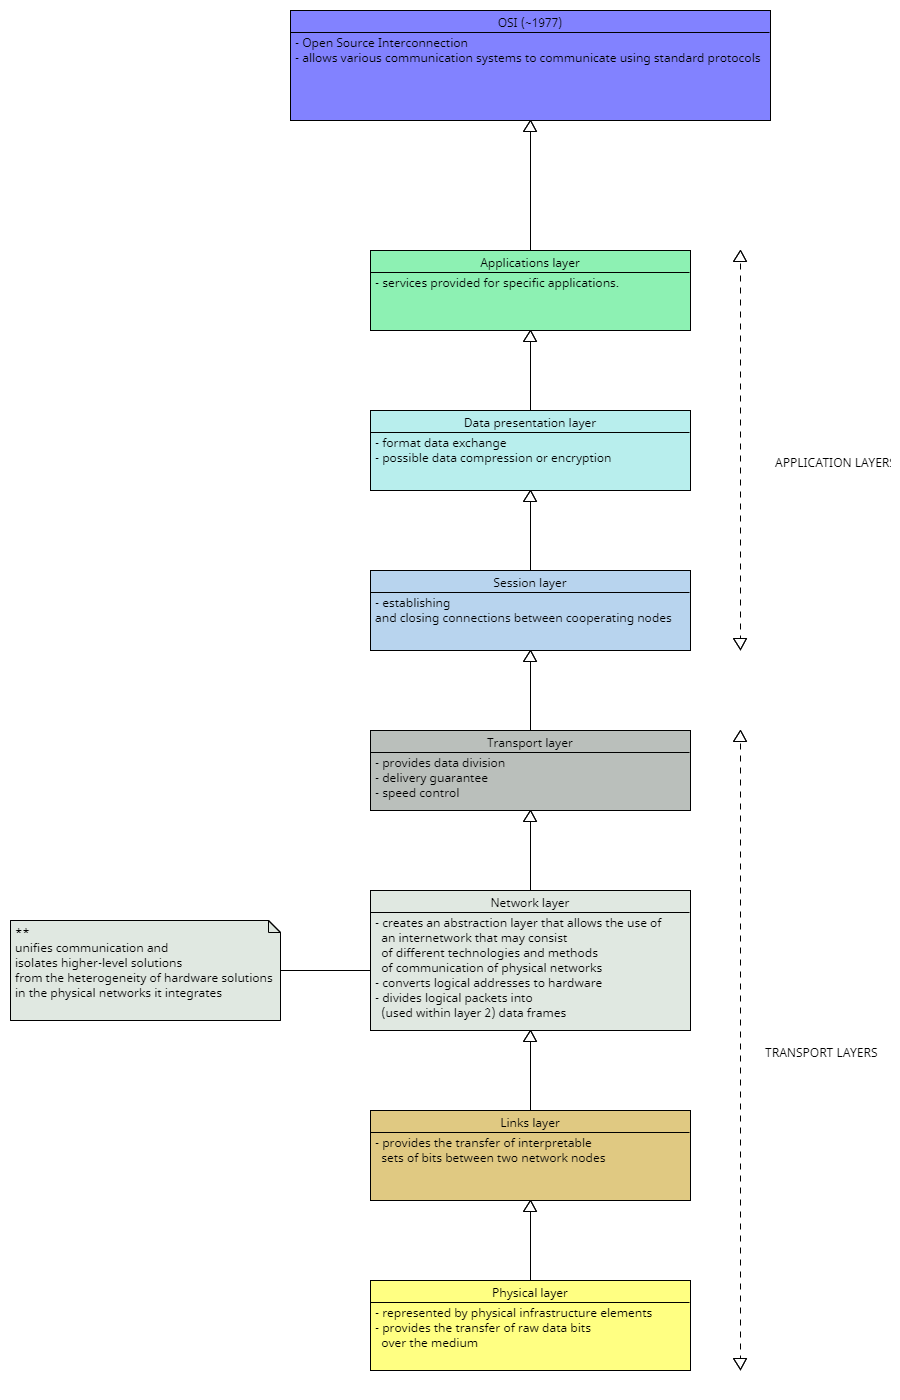 OSI (~1977)
- Open Source Interconnection
- allows various communication systems to communicate using standard protocols
Applications layer
- services provided for specific applications.
Data presentation layer
- format data exchange
- possible data compression or encryption
APPLICATION LAYERS
Session layer
- establishing
and closing connections between cooperating nodes
Transport layer
- provides data division
- delivery guarantee
- speed control
Network layer
- creates an abstraction layer that allows the use of
an internetwork that may consist
of different technologies and methods
of communication of physical networks
- converts logical addresses to hardware
- divides logical packets into
(used within layer 2) data frames
**
unifies communication and
isolates higher-level solutions
from the heterogeneity of hardware solutions
in the physical networks it integrates
TRANSPORT LAYERS
Links layer
- provides the transfer of interpretable
sets of bits between two network nodes
Physical layer
- represented by physical infrastructure elements
- provides the transfer of raw data bits
over the medium